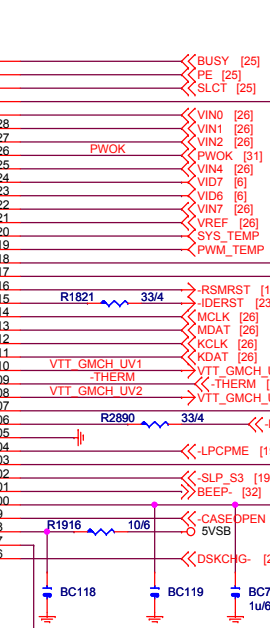 BUSY [25]
PE [25]
SLCT [25]
VIN0 [26]
28 VIN1 [26]
27 VIN2 [26]
26 PWOK PWOK [31]
25 VIN4 [26]
24 VID7 [6]
23 VID6 [6]
22 VIN7 [26]
21 VREF [26]
20 SYS_TEMP
19 PWM_TEMP
18
17
16 -RSMRST
15 R1821 33/4 -IDERST
14 MCLK [26]
13 MDAT [26]
12 KCLK [26]
11 KDAT [26]
10 VTT_GMCH_UV1
09 -THERM -THERM
08 VTT_GMCH_UV2
07
06 R2890 33/4
05
04 -LPCPME
03
02 -SLP_S3
01 BEEP- [32]
00
-CASEOPEN
R1916 10/6 5VSB
DSKCHG-
BC118 BC119